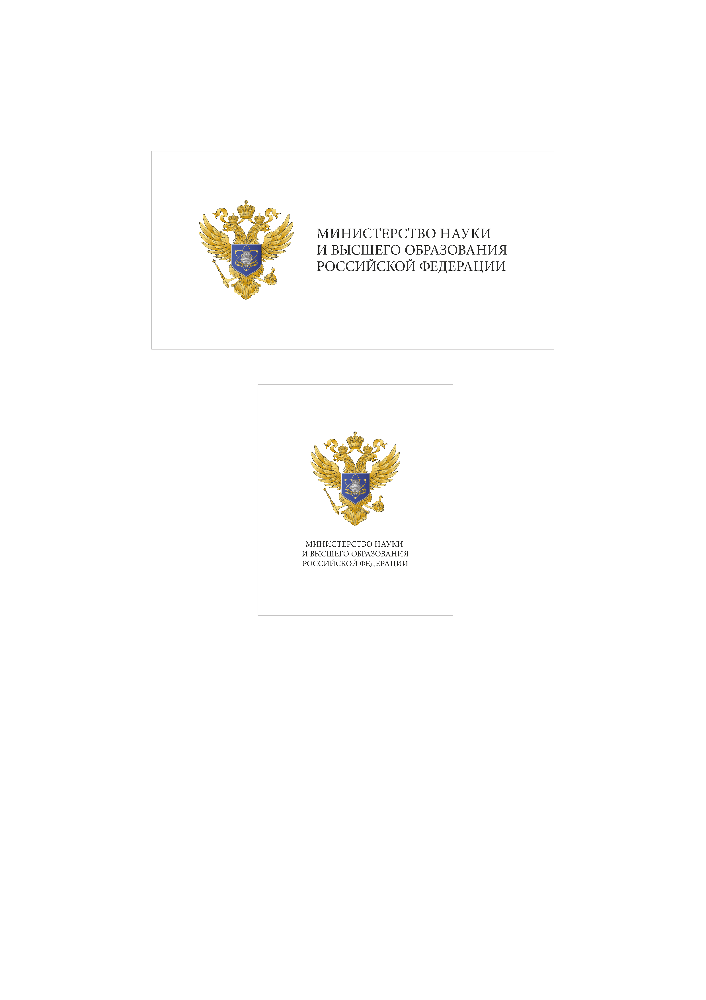 МИНИСТЕРСТВО НАУКИ
И ВЫСШЕГО ОБРАЗОВАНИЯ
РОССИЙСКОЙ ФЕДЕРАЦИИ
МИНИСТЕРСТВО НАУКИ
И ВЫСШЕГО ОБРАЗОВАНИЯ
РОССИЙСКОЙ ФЕДЕРАЦИИ